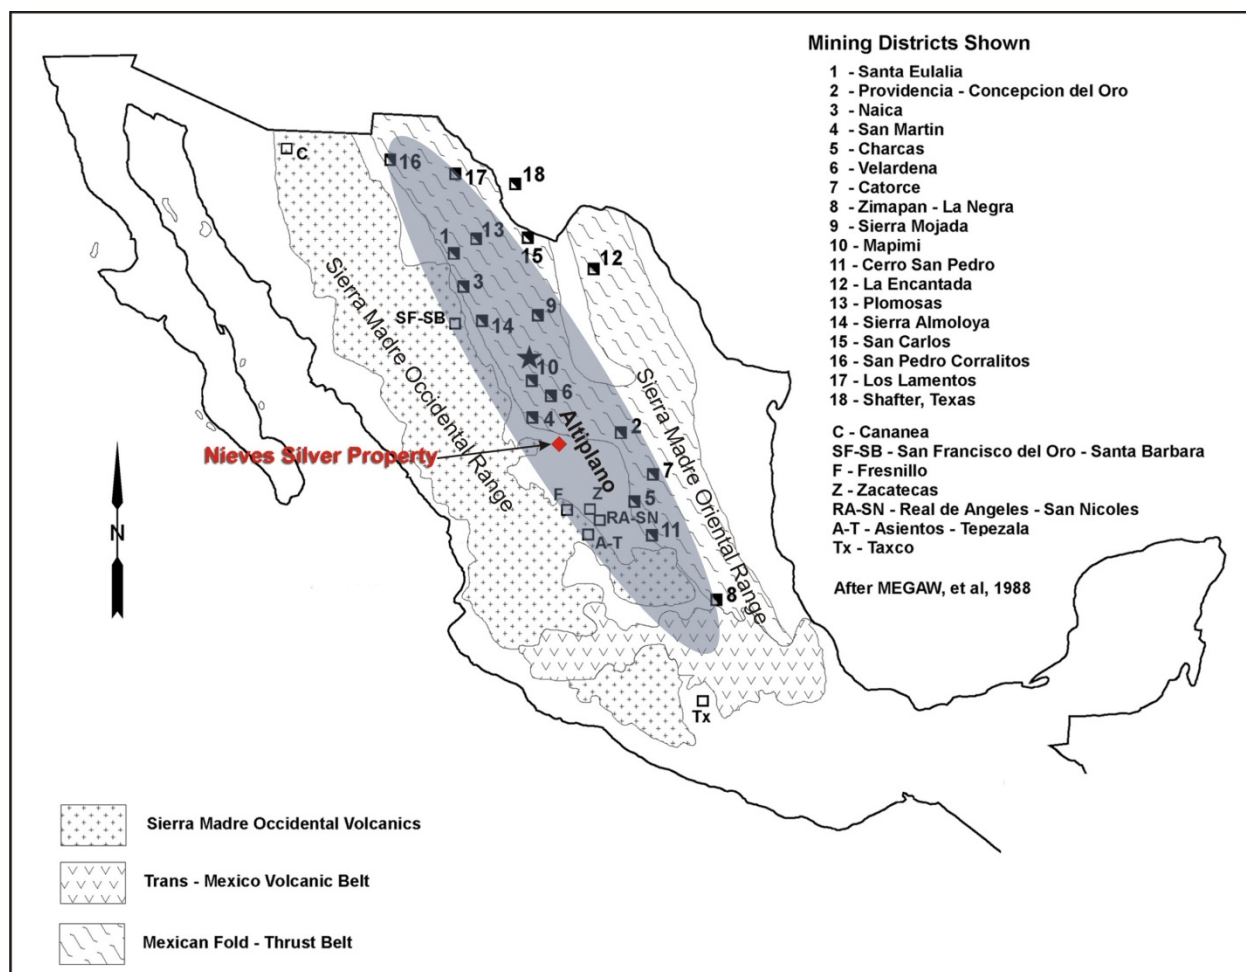 Mining Districts Shown
1 - Santa Eulalia
2 - Providencia - Concepcion del Oro
3 - Naica
4 - San Martin
5 - Charcas
6 - Velardena
7 - Catorce
8 - Zimapan - La Negra
9 - Sierra Mojada
10 - Mapimi
11 - Cerro San Pedro
12 - La Encantada
13 - Plomosas
14 - Sierra Almoloya
15 - San Carlos
16 - San Pedro Corralitos
17 - Los Lamentos
18 - Shafter, Texas
C - Cananea
SF-SB - San Francisco del Oro - Santa Barbara
F - Fresnillo
Z - Zacatecas
RA-SN - Real de Angeles - San Nicoles
A-T - Asientos - Tepezala
Tx - Taxco
After MEGAW, et al, 1988
C
16
17
18
13
1
15
12
3
9
SF-SB
14
10
6
4
2
7
5
F
Z
RA-SN
A-T
11
8
Tx
Sierra Madre Occidental Range
Altiplano
Sierra Madre Oriental Range
Nieves Silver Property
N
Sierra Madre Occidental Volcanics
Trans - Mexico Volcanic Belt
Mexican Fold - Thrust Belt